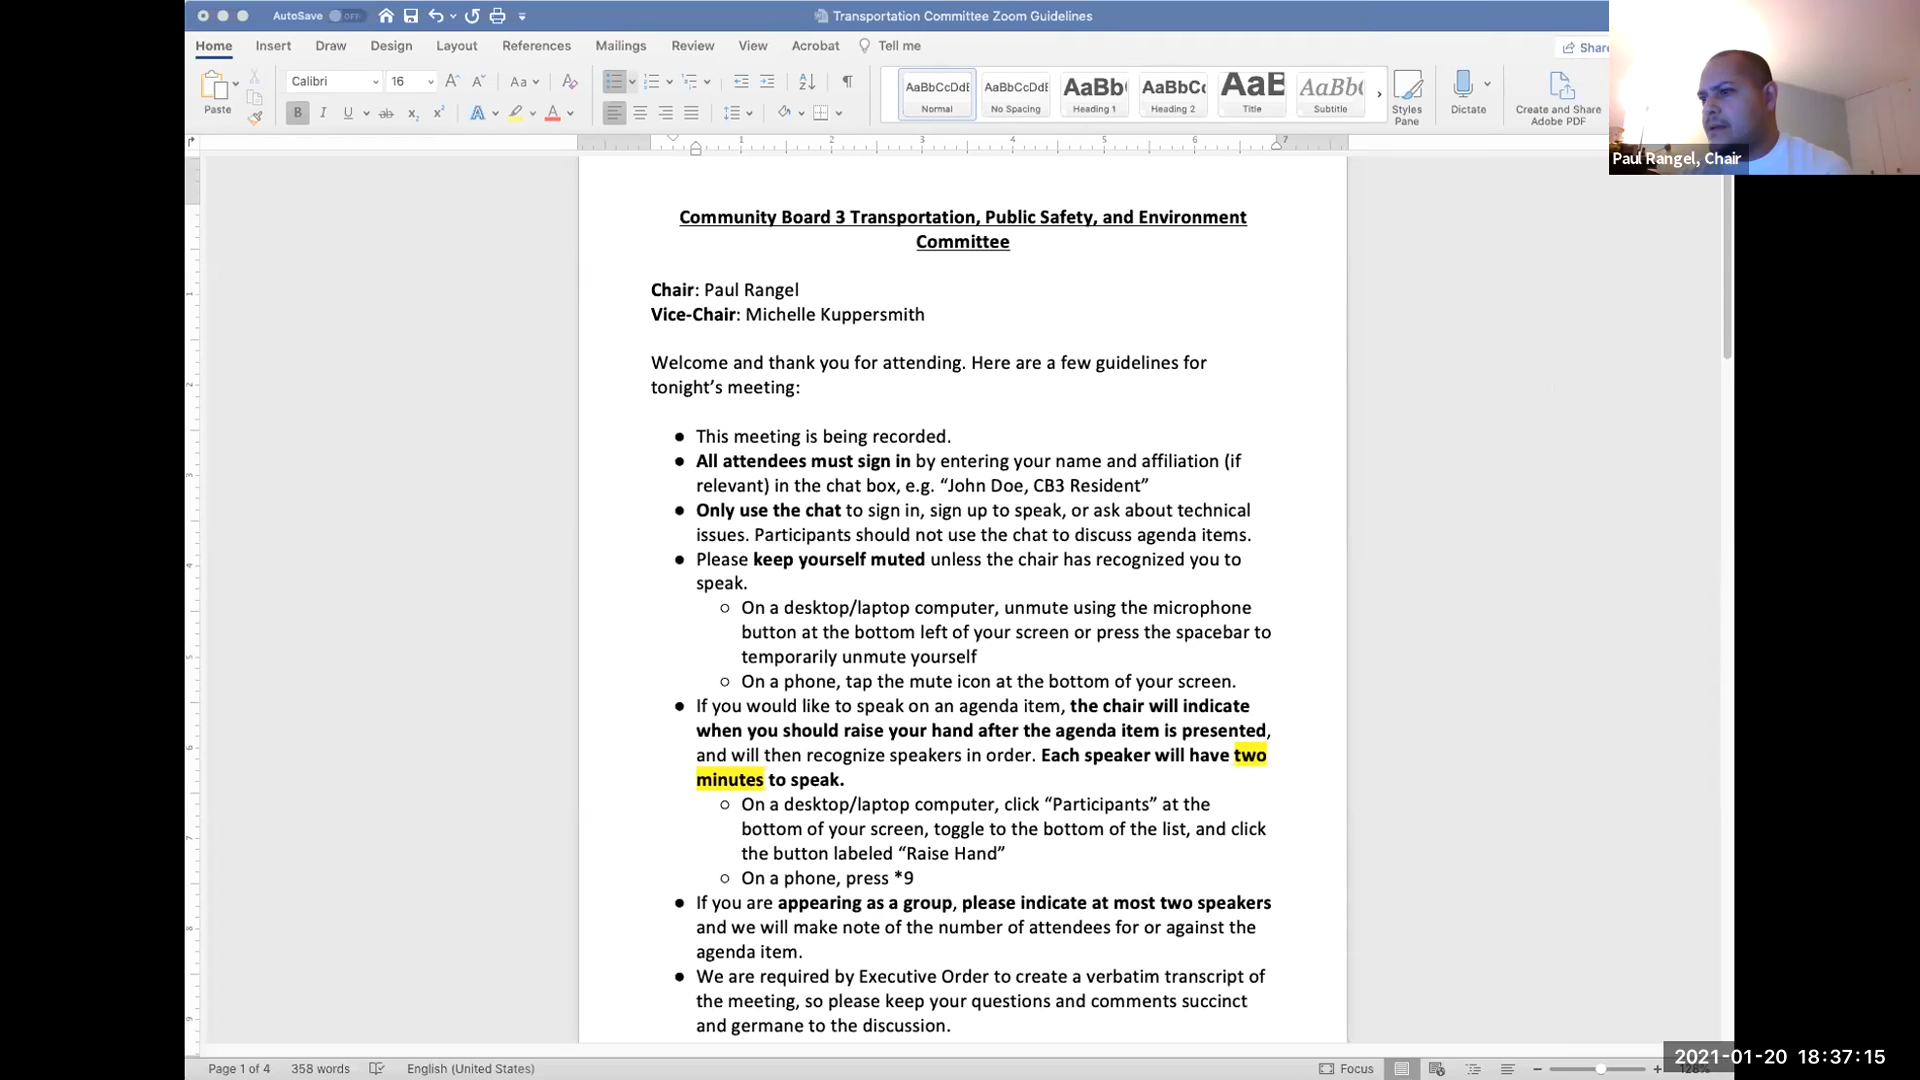 AutoSave OFF Transportation Committee Zoom Guidelines
Home Insert Draw Design Layout References Mailings Review View Acrobat Tell me Share
Paste Calibri 16 Aa AaBbCcDdE AaBbCcDdE AaBb( AaBbCc AaB AaBbC( Styles Pane Dictate Create and Share Adobe PDF
Normal No Spacing Heading 1 Heading 2 Title Subtitle
Paul Rangel, Chair
1 2 3 4 5 6 7
Community Board 3 Transportation, Public Safety, and Environment
Committee
Chair: Paul Rangel
Vice-Chair: Michelle Kuppersmith
Welcome and thank you for attending. Here are a few guidelines for
tonight’s meeting:
● This meeting is being recorded.
● All attendees must sign in by entering your name and affiliation (if
relevant) in the chat box, e.g. “John Doe, CB3 Resident”
● Only use the chat to sign in, sign up to speak, or ask about technical
issues. Participants should not use the chat to discuss agenda items.
● Please keep yourself muted unless the chair has recognized you to
speak.
○ On a desktop/laptop computer, unmute using the microphone
button at the bottom left of your screen or press the spacebar to
temporarily unmute yourself
○ On a phone, tap the mute icon at the bottom of your screen.
● If you would like to speak on an agenda item, the chair will indicate
when you should raise your hand after the agenda item is presented,
and will then recognize speakers in order. Each speaker will have two
minutes to speak.
○ On a desktop/laptop computer, click “Participants” at the
bottom of your screen, toggle to the bottom of the list, and click
the button labeled “Raise Hand”
○ On a phone, press *9
● If you are appearing as a group, please indicate at most two speakers
and we will make note of the number of attendees for or against the
agenda item.
● We are required by Executive Order to create a verbatim transcript of
the meeting, so please keep your questions and comments succinct
and germane to the discussion.
Page 1 of 4 358 words English (United States) Focus 128%
2021-01-20 18:37:15